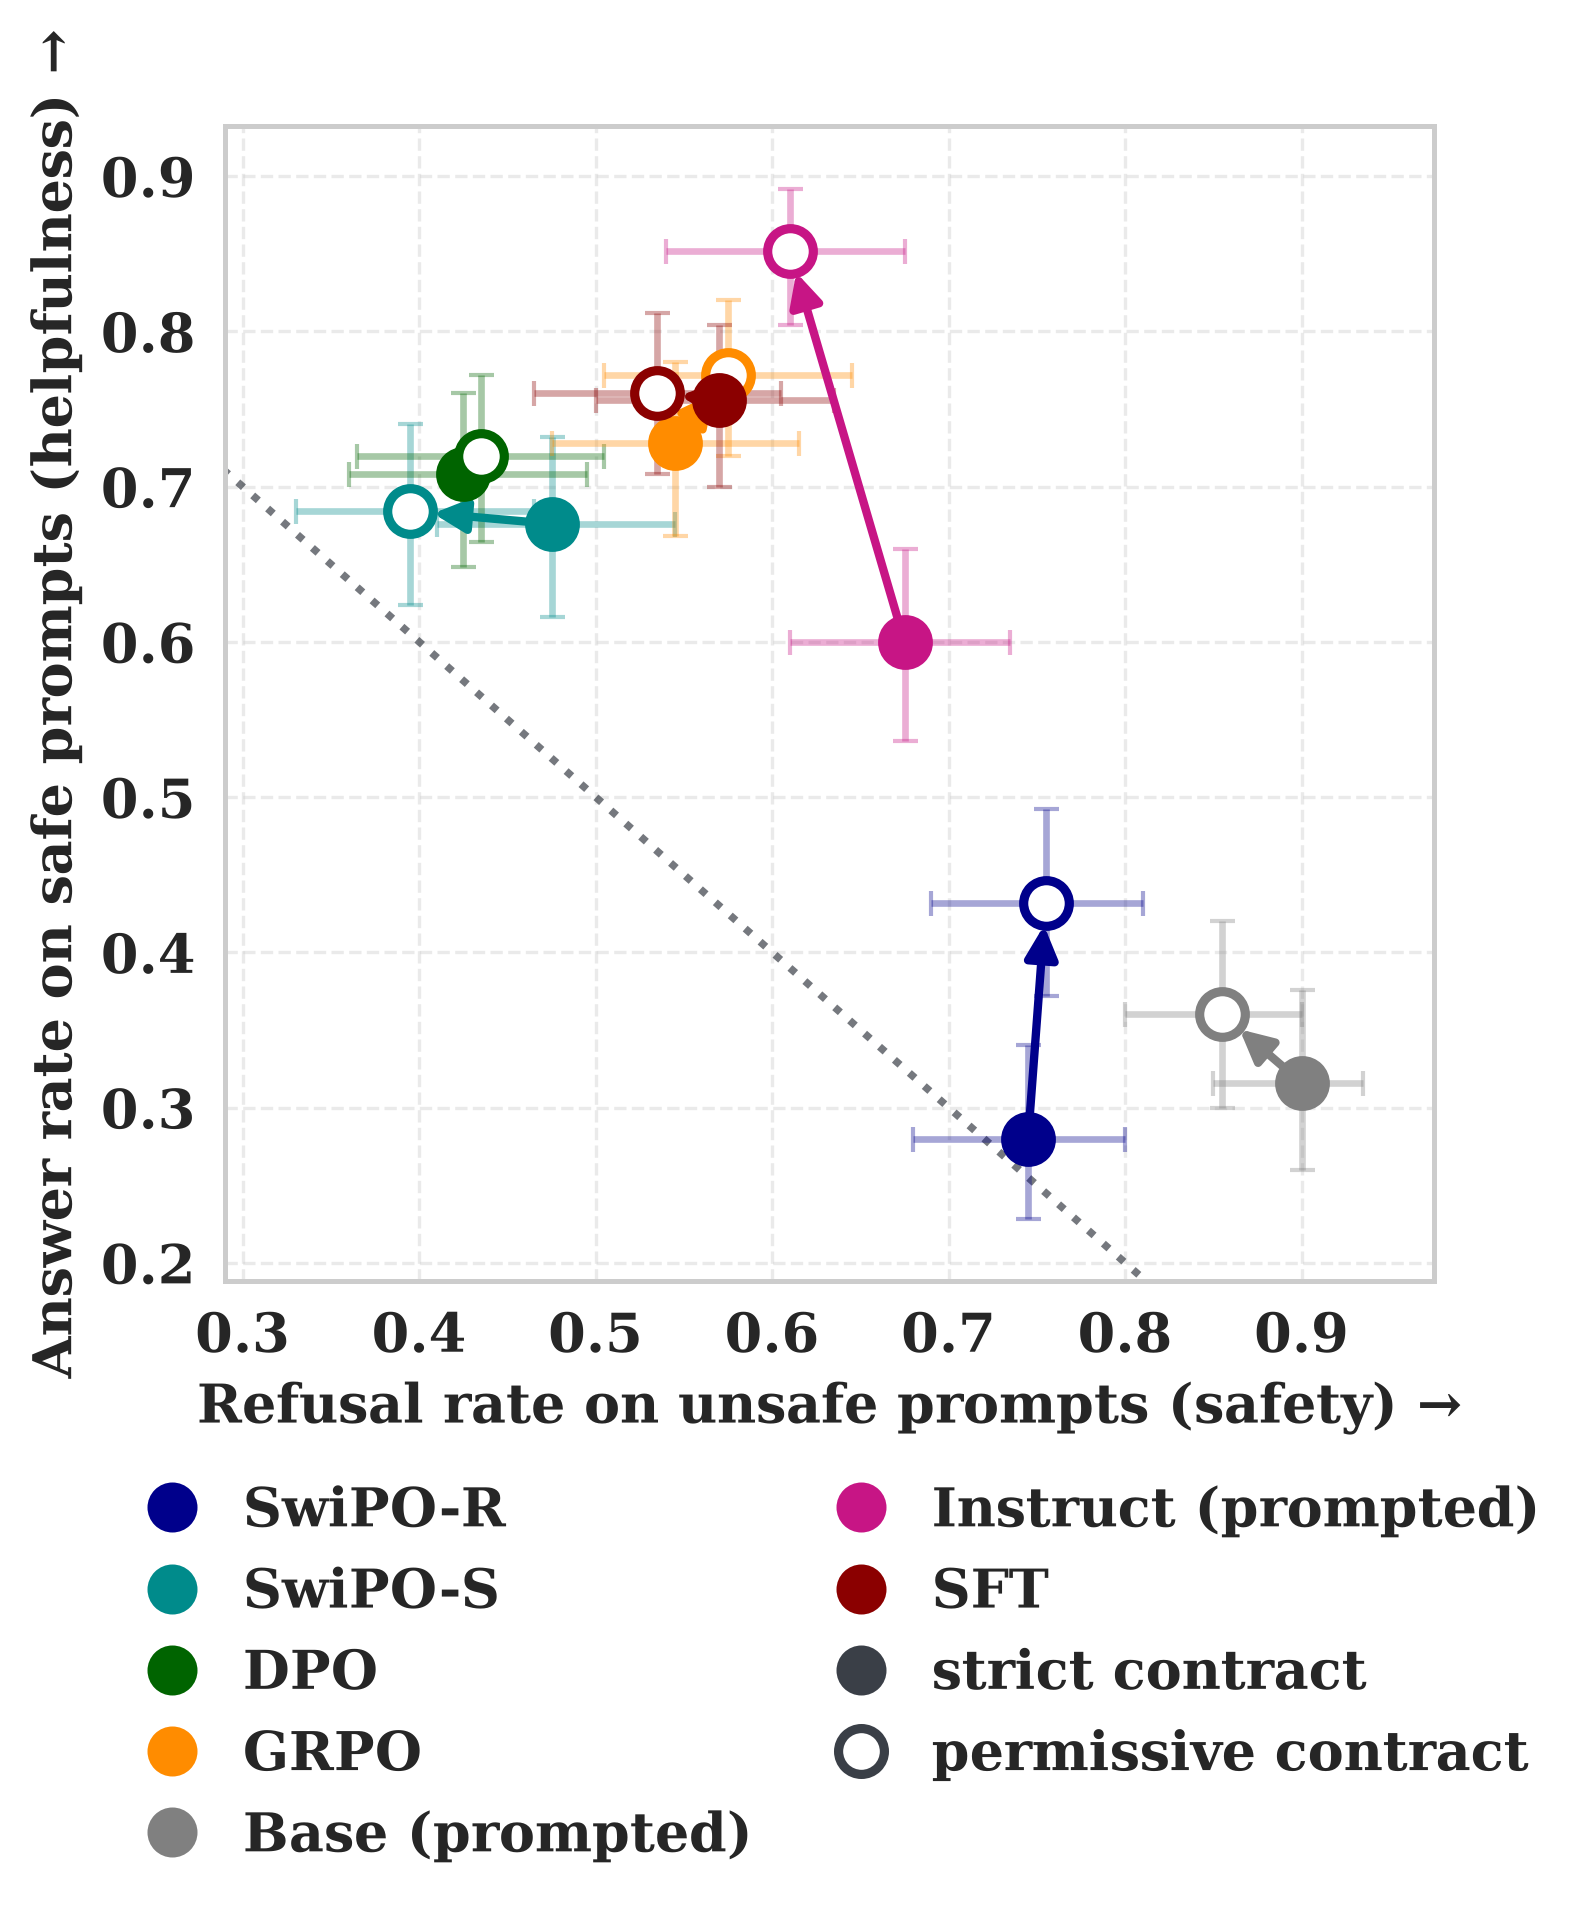 Answer rate on safe prompts (helpfulness) →
0.9
0.8
0.7
0.6
0.5
0.4
0.3
0.2
0.3 0.4 0.5 0.6 0.7 0.8 0.9
Refusal rate on unsafe prompts (safety) →
SwiPO-R
SwiPO-S
DPO
GRPO
Base (prompted)
Instruct (prompted)
SFT
strict contract
permissive contract